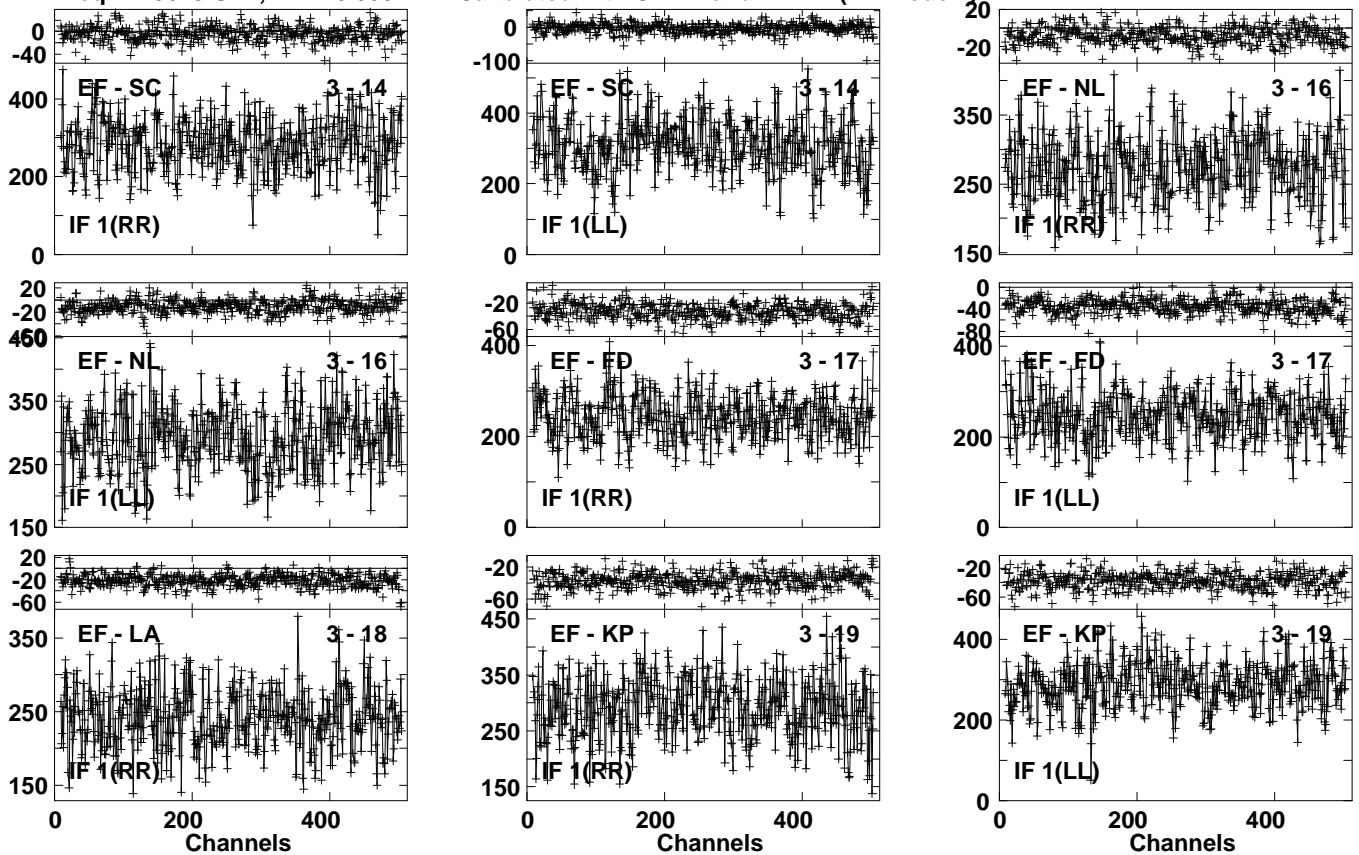 0
-40
EF - SC 3 - 14
400
200
IF 1(RR)
0
0
-100
EF - SC 3 - 14
400
200
IF 1(LL)
0
20
-20
EF - NL 3 - 16
350
250
IF 1(RR)
150
20
-20
450
EF - NL 3 - 16
350
250
IF 1(LL)
150
-20
-60
400
EF - FD 3 - 17
200
IF 1(RR)
0
0
-40
-80
400
EF - FD 3 - 17
200
IF 1(LL)
0
20
-20
-60
EF - LA 3 - 18
350
250
IF 1(RR)
150
0 200 400
Channels
-20
-60
450
EF - KP 3 - 19
350
250
IF 1(RR)
150
0 200 400
Channels
-20
-60
EF - KP 3 - 19
400
200
IF 1(LL)
0
0 200 400
Channels